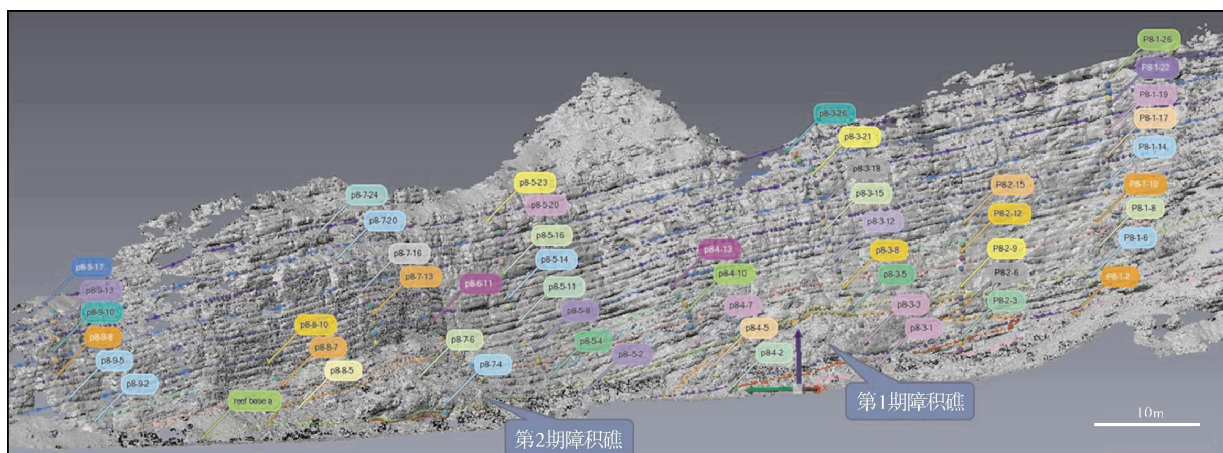 P8-1-26
P8-1-22
P8-1-19
P8-1-17
P8-1-14
P8-1-10
P8-1-8
P8-1-6
P8-1-2
P8-2-15
P8-2-12
P8-2-9
P8-2-6
P8-2-3
p8-3-26
p8-3-21
p8-3-18
p8-3-15
p8-3-12
p8-3-8
p8-3-5
p8-3-3
p8-3-1
p8-4-13
p8-4-10
p8-4-7
p8-4-5
p8-4-2
p8-5-23
p8-5-20
p8-5-16
p8-5-14
p8-5-11
p8-5-8
p8-5-4
p8-5-2
p8-6-11
p8-7-24
p8-7-20
p8-7-16
p8-7-13
p8-7-6
p8-7-4
p8-8-10
p8-8-7
p8-8-5
p8-9-17
p8-9-13
p8-9-10
p8-9-8
p8-9-5
p8-9-2
reef base a
第1期障积礁
第2期障积礁
10m